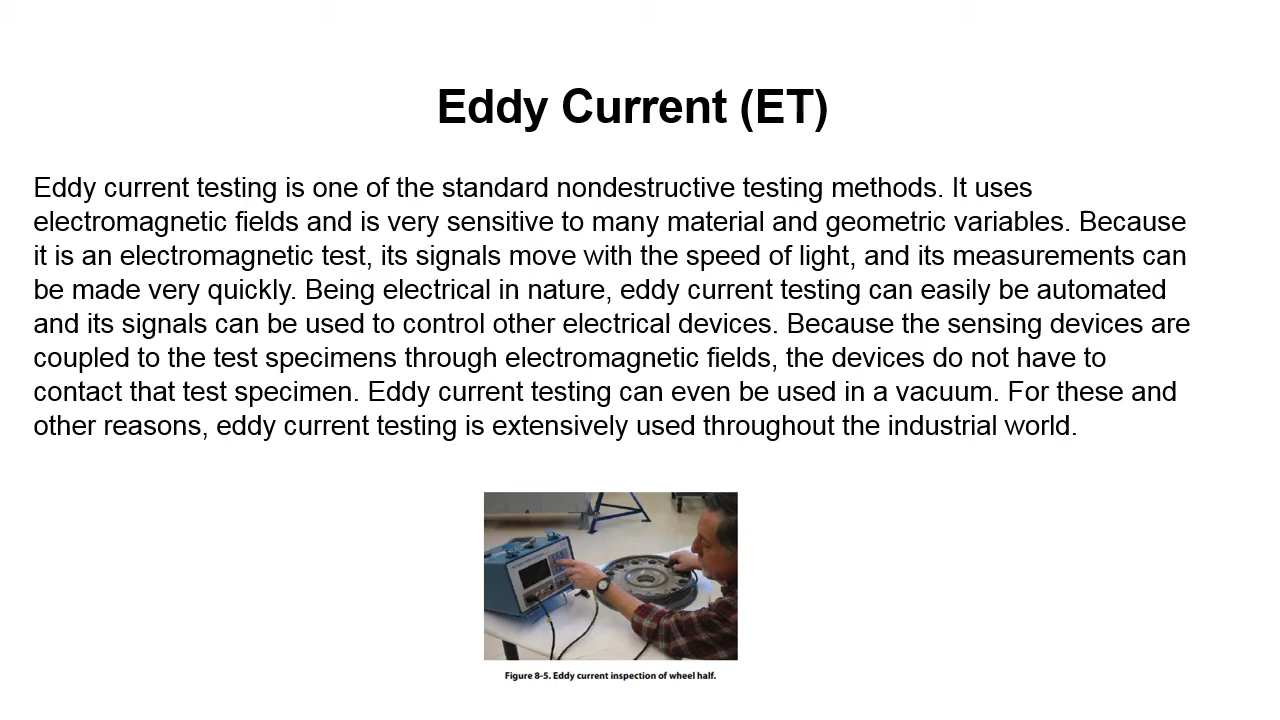 Eddy Current (ET)
Eddy current testing is one of the standard nondestructive testing methods. It uses
electromagnetic fields and is very sensitive to many material and geometric variables. Because
it is an electromagnetic test, its signals move with the speed of light, and its measurements can
be made very quickly. Being electrical in nature, eddy current testing can easily be automated
and its signals can be used to control other electrical devices. Because the sensing devices are
coupled to the test specimens through electromagnetic fields, the devices do not have to
contact that test specimen. Eddy current testing can even be used in a vacuum. For these and
other reasons, eddy current testing is extensively used throughout the industrial world.
Figure 8-5. Eddy current inspection of wheel half.